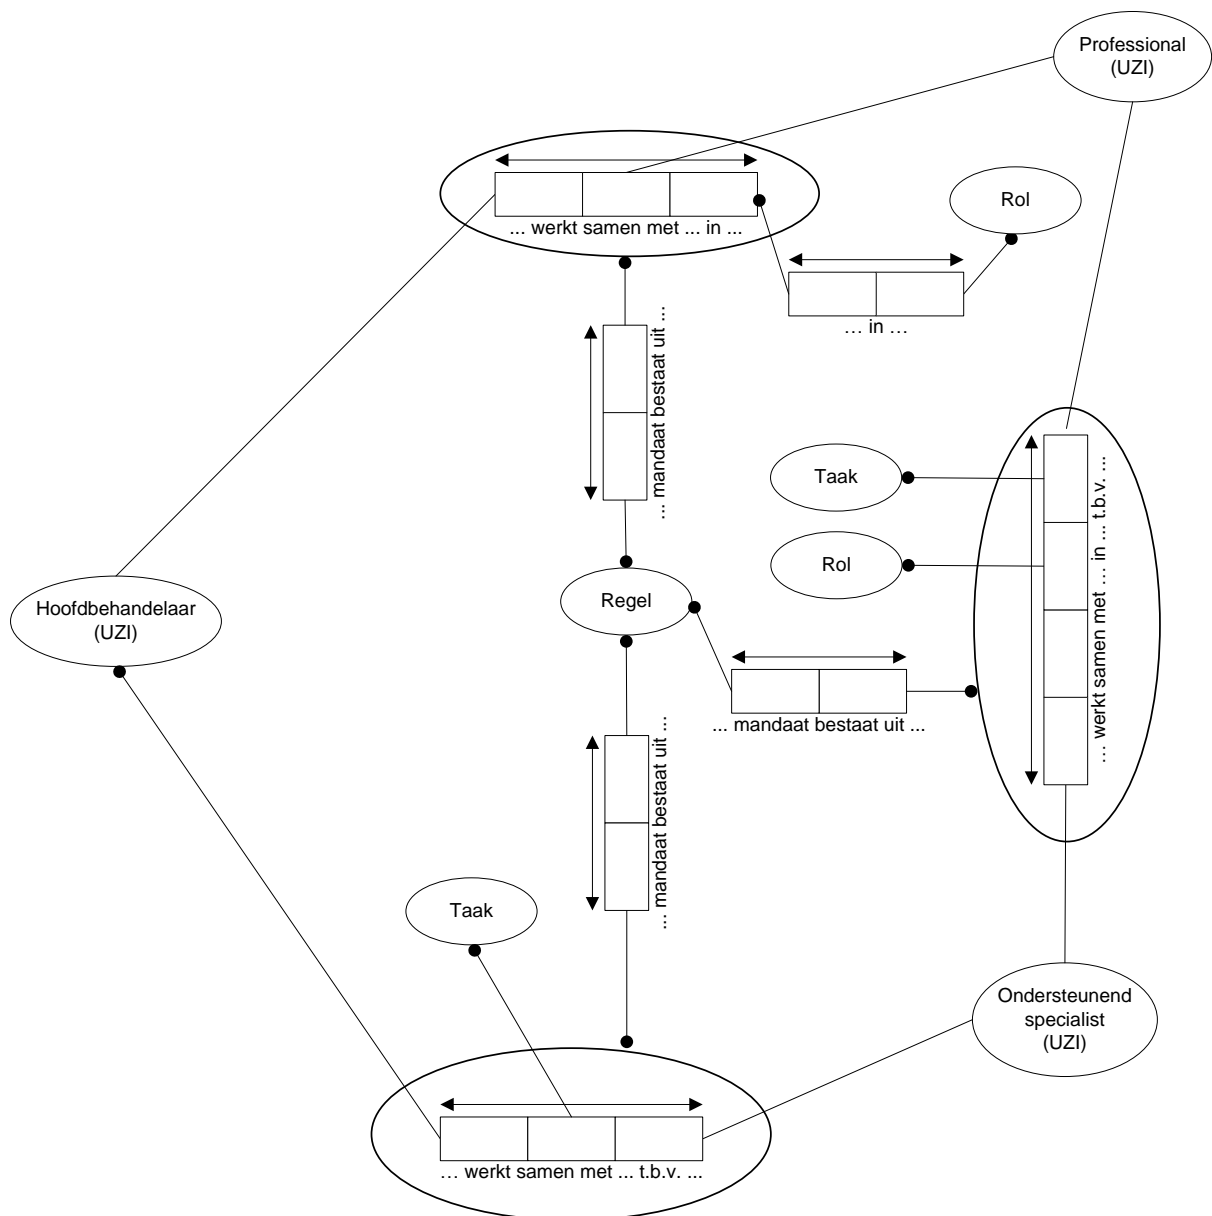 Professional
(UZI)
Rol
... werkt samen met ... in ...
... in ...
... mandaat bestaat uit ...
Taak
Rol
... werkt samen met ... in ... t.b.v. ...
Hoofdbehandelaar
(UZI)
Regel
... mandaat bestaat uit ...
... mandaat bestaat uit ...
Taak
Ondersteunend
specialist
(UZI)
... werkt samen met ... t.b.v. ...